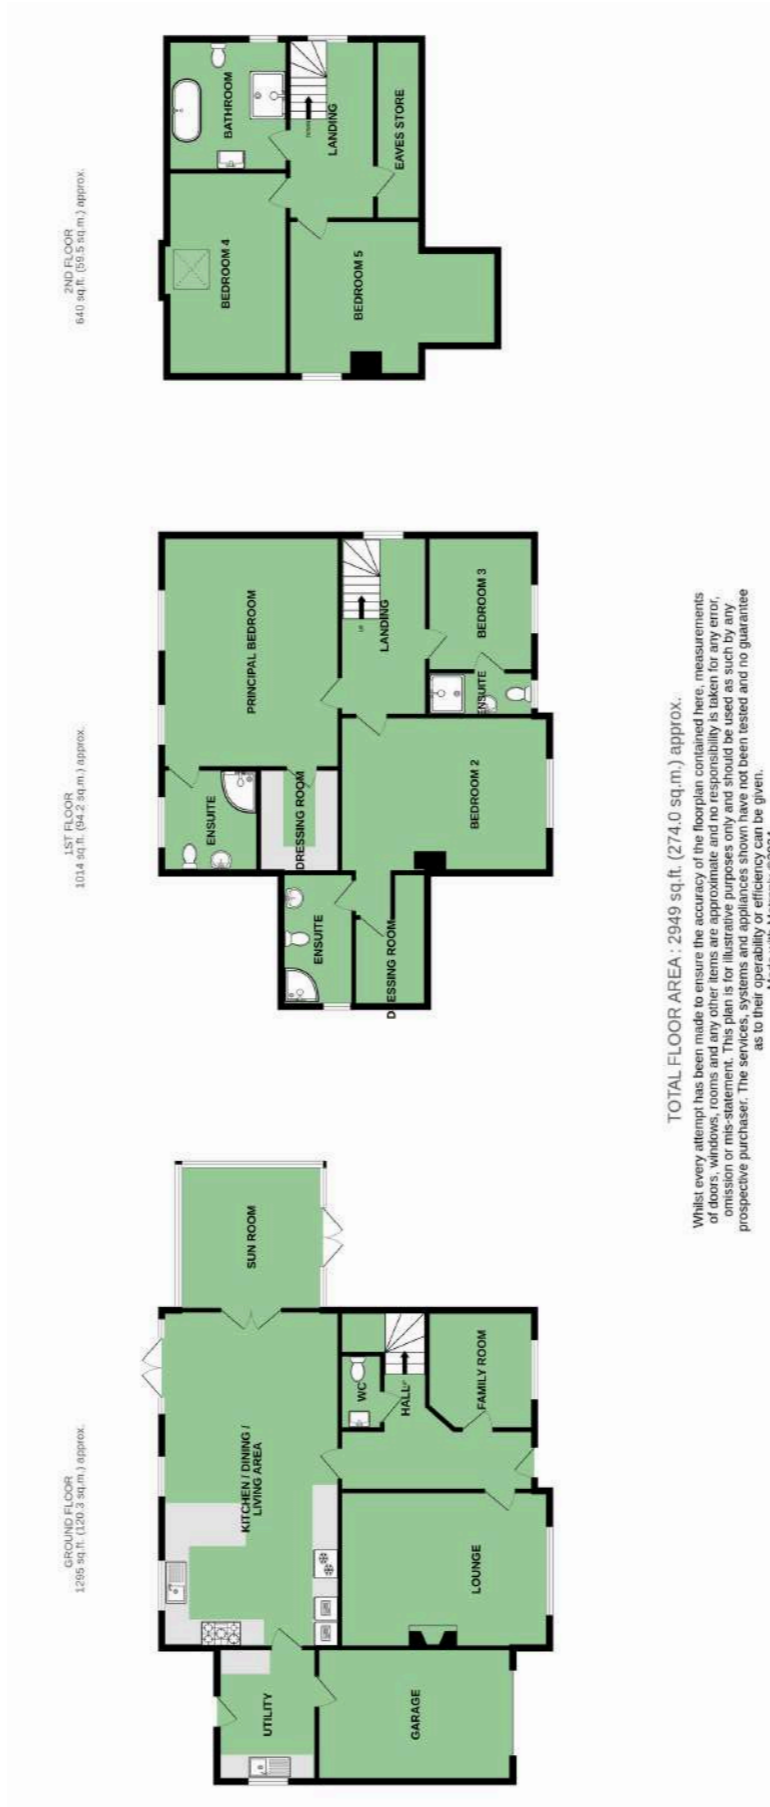 GROUND FLOOR
1295 sq.ft. (120.3 sq.m.) approx.
SUN ROOM
KITCHEN / DINING /
LIVING AREA
WC
HALL
UP
FAMILY ROOM
LOUNGE
UTILITY
GARAGE
1ST FLOOR
1014 sq.ft. (94.2 sq.m.) approx.
PRINCIPAL BEDROOM
LANDING
UP
BEDROOM 3
ENSUITE
ENSUITE
DRESSING ROOM
BEDROOM 2
ENSUITE
DRESSING ROOM
2ND FLOOR
640 sq.ft. (59.5 sq.m.) approx.
BATHROOM
DOWN
LANDING
EAVES STORE
BEDROOM 4
BEDROOM 5
TOTAL FLOOR AREA : 2949 sq.ft. (274.0 sq.m.) approx.
Whilst every attempt has been made to ensure the accuracy of the floorplan contained here, measurements
of doors, windows, rooms and any other items are approximate and no responsibility is taken for any error,
omission or mis-statement. This plan is for illustrative purposes only and should be used as such by any
prospective purchaser. The services, systems and appliances shown have not been tested and no guarantee
as to their operability or efficiency can be given.